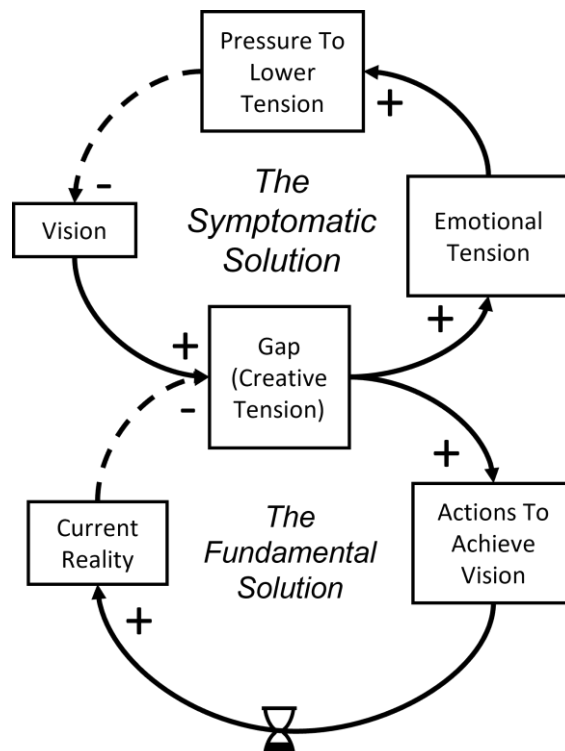 Pressure To
Lower
Tension
+
-
The
Symptomatic
Solution
Vision
Emotional
Tension
+
+
Gap
(Creative
Tension)
-
+
Current
Reality
The
Fundamental
Solution
Actions To
Achieve
Vision
+